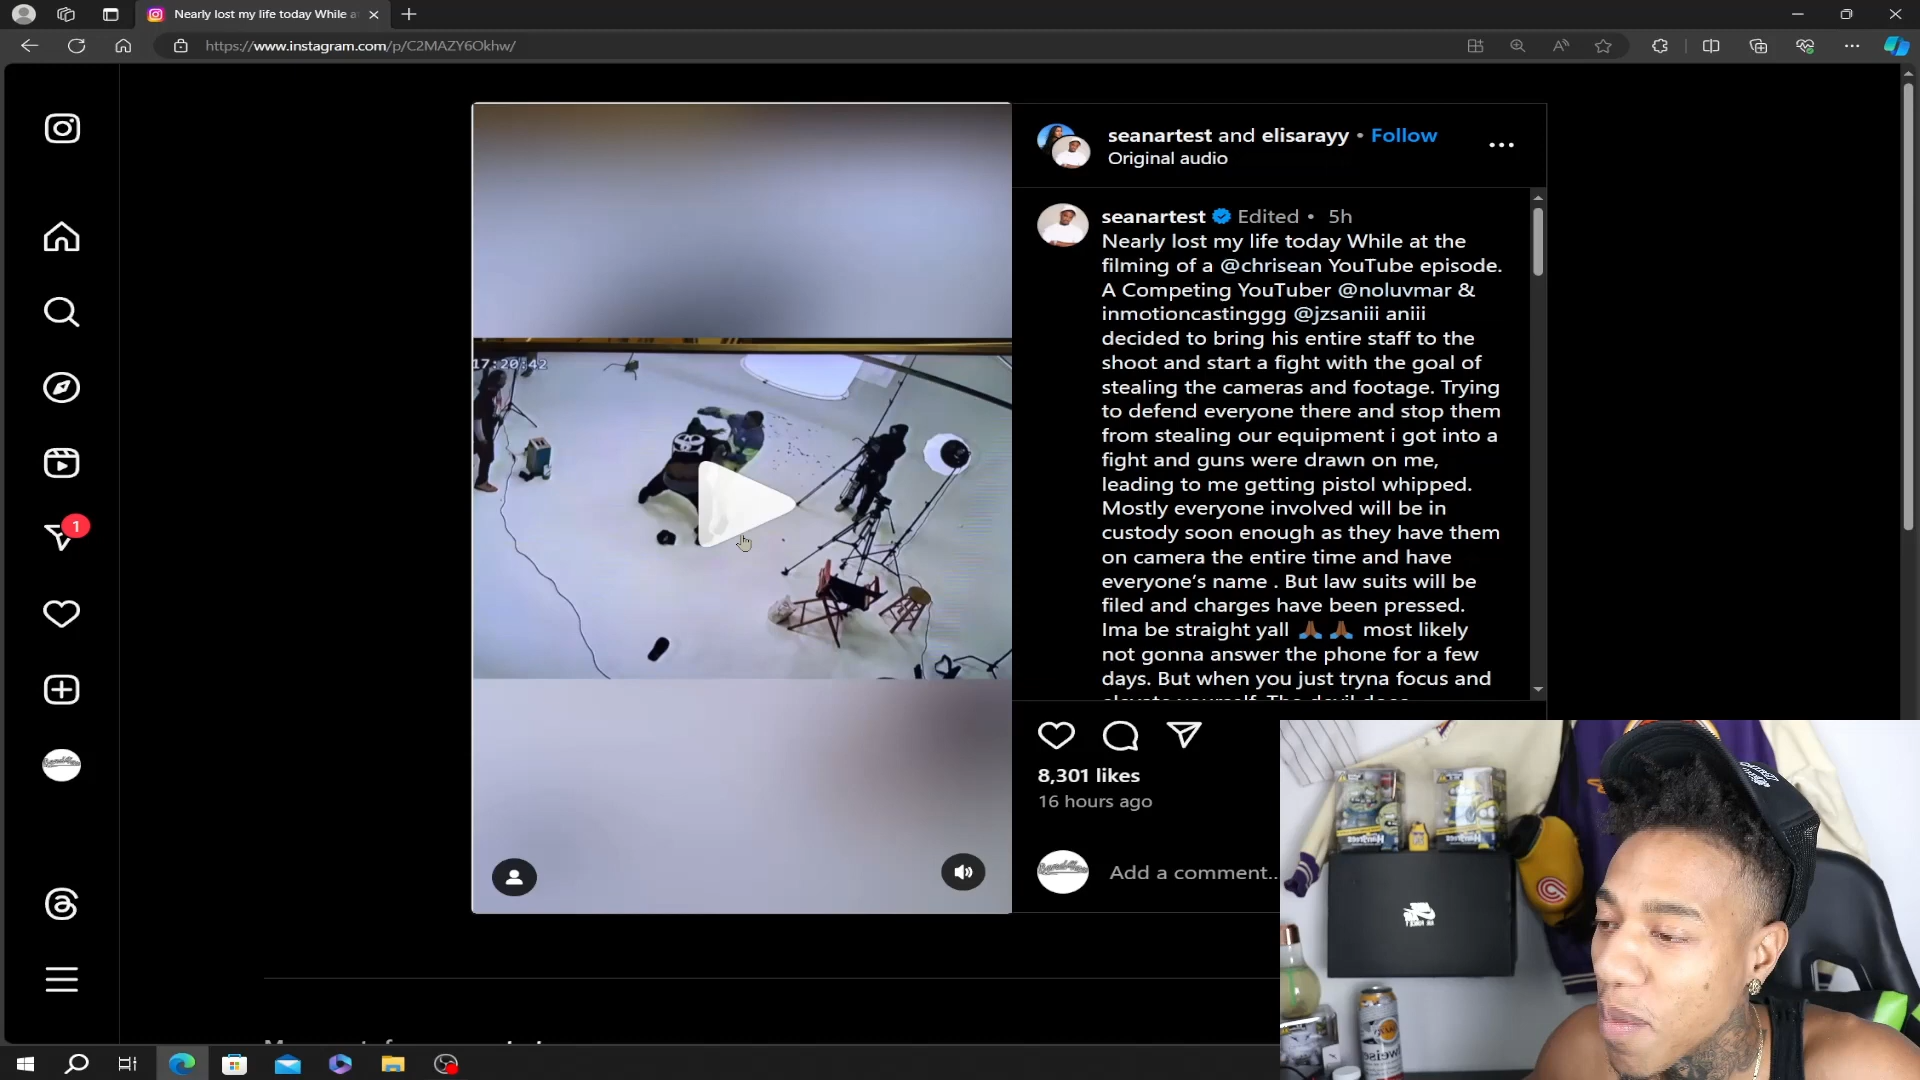 Nearly lost my life today While a
https://www.instagram.com/p/C2MAZY6Okhw/
seanartest and elisarayy • Follow
Original audio
seanartest Edited • 5h
Nearly lost my life today While at the
filming of a @chrisean YouTube episode.
A Competing YouTuber @noluvmar &
inmotioncastinggg @jzsaniii aniii
decided to bring his entire staff to the
shoot and start a fight with the goal of
stealing the cameras and footage. Trying
to defend everyone there and stop them
from stealing our equipment i got into a
fight and guns were drawn on me,
leading to me getting pistol whipped.
Mostly everyone involved will be in
custody soon enough as they have them
on camera the entire time and have
everyone's name . But law suits will be
filed and charges have been pressed.
Ima be straight yall 🙏🏾 🙏🏾 most likely
not gonna answer the phone for a few
days. But when you just tryna focus and
17:20:42
1
8,301 likes
16 hours ago
Add a comment..